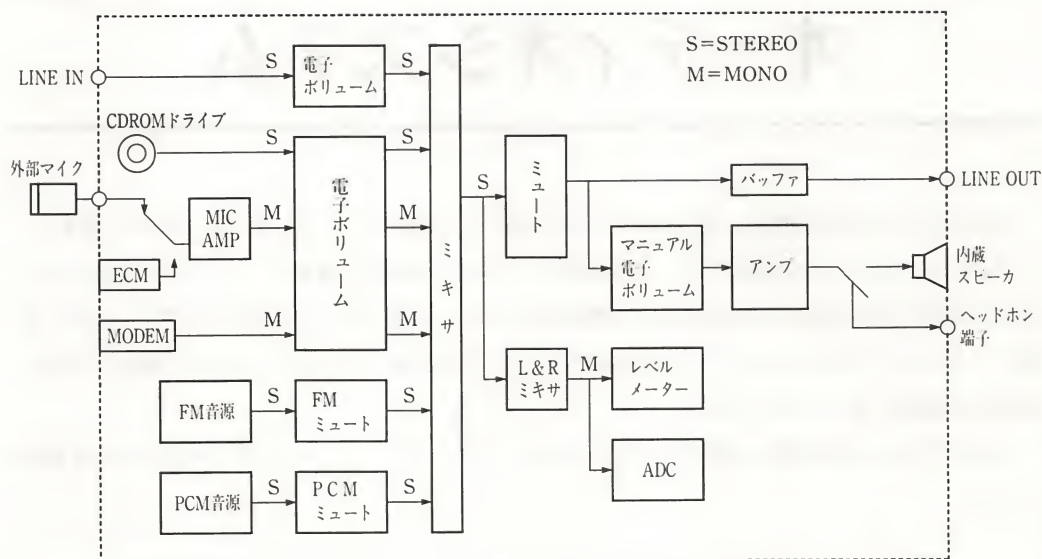 S=STEREO
M=MONO
LINE IN
S
電子
ボリューム
S
CDROMドライブ
S
電子ボリューム
S
外部マイク
MIC
AMP
M
M
ECM
MODEM
M
M
FM音源
S
FM
ミュート
S
PCM音源
S
PCM
ミュート
S
ミキサ
S
ミュート
バッファ
LINE OUT
マニュアル
電子
ボリューム
アンプ
内蔵
スピーカ
ヘッドホン
端子
L&R
ミキサ
M
レベル
メーター
ADC